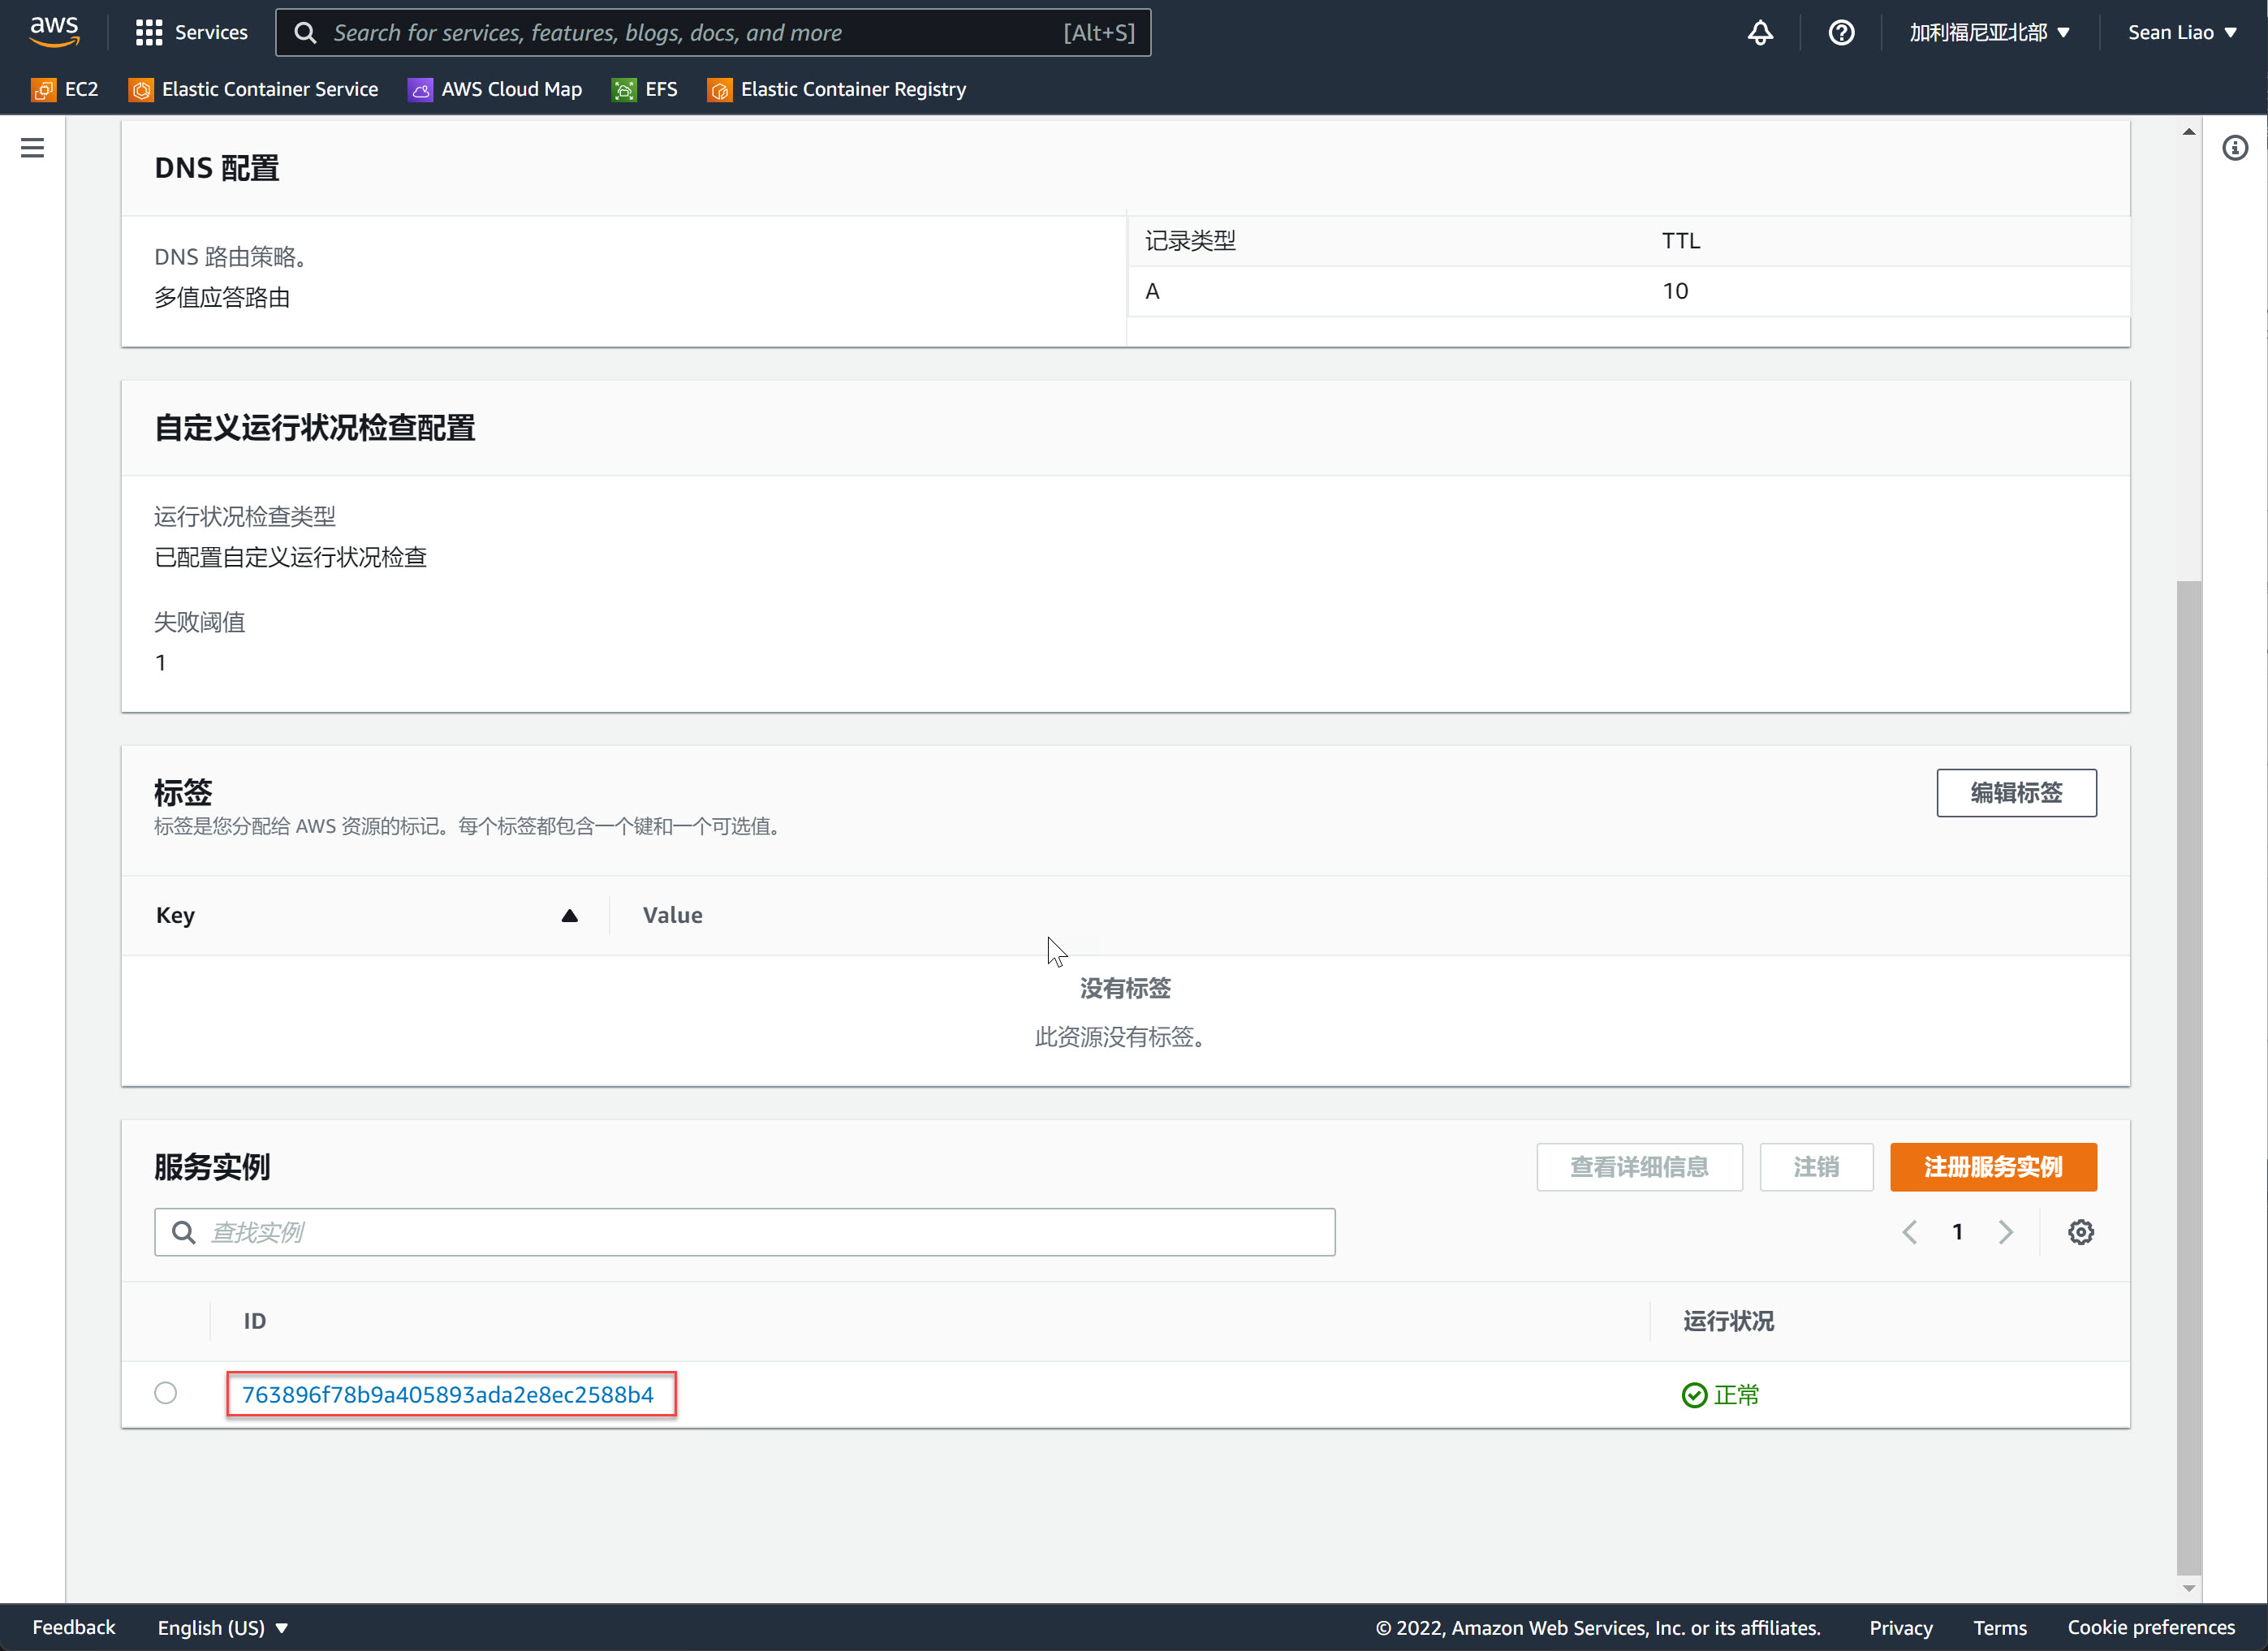 aws
Services
Search for services, features, blogs, docs, and more
[Alt+S]
加利福尼亚北部
Sean Liao
EC2
Elastic Container Service
AWS Cloud Map
EFS
Elastic Container Registry
DNS 配置
DNS 路由策略。
多值应答路由
记录类型
TTL
A
10
自定义运行状况检查配置
运行状况检查类型
已配置自定义运行状况检查
失败阈值
1
标签
标签是您分配给 AWS 资源的标记。每个标签都包含一个键和一个可选值。
编辑标签
Key
Value
没有标签
此资源没有标签。
服务实例
查看详细信息
注销
注册服务实例
查找实例
1
ID
运行状况
763896f78b9a405893ada2e8ec2588b4
正常
Feedback
English (US)
© 2022, Amazon Web Services, Inc. or its affiliates.
Privacy
Terms
Cookie preferences